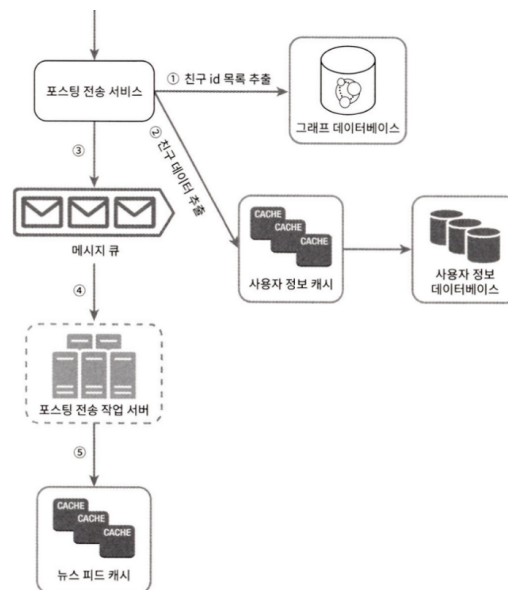 포스팅 전송 서비스
① 친구 id 목록 추출
그래프 데이터베이스
② 친구 데이터 추출
③
메시지 큐
CACHE
CACHE
CACHE
사용자 정보 캐시
사용자 정보
데이터베이스
④
포스팅 전송 작업 서버
⑤
CACHE
CACHE
CACHE
뉴스 피드 캐시